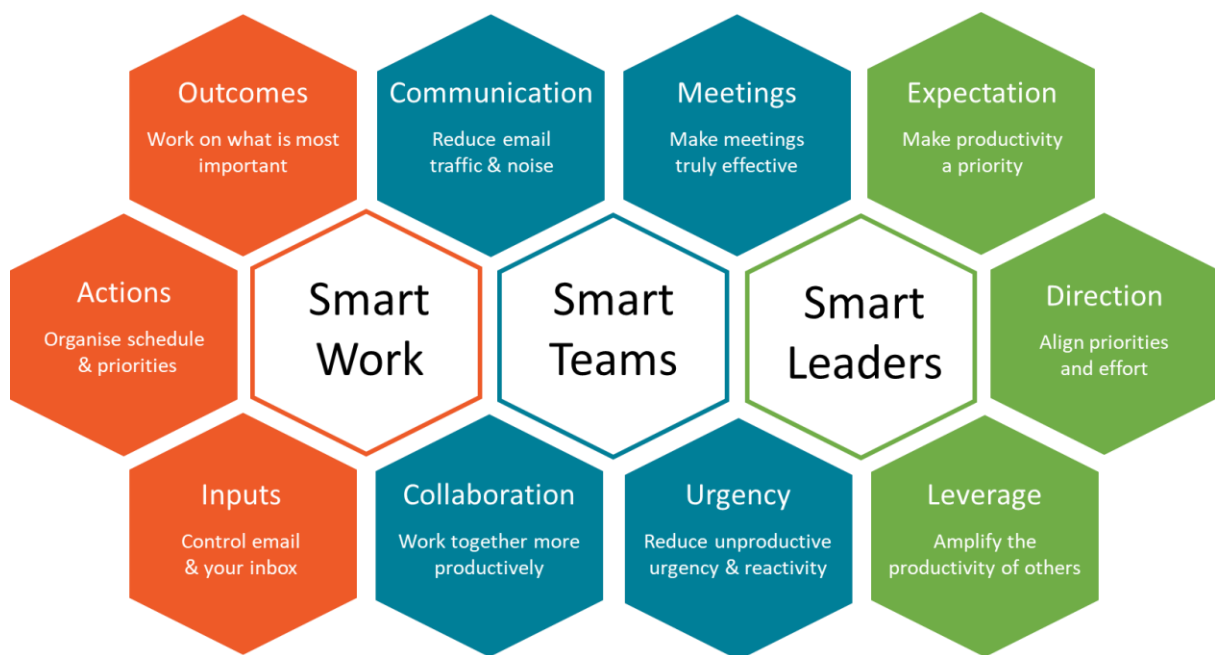 Outcomes
Work on what is most
important
Communication
Reduce email
traffic & noise
Meetings
Make meetings
truly effective
Expectation
Make productivity
a priority
Actions
Organise schedule
& priorities
Smart
Work
Smart
Teams
Smart
Leaders
Direction
Align priorities
and effort
Inputs
Control email
& your inbox
Collaboration
Work together more
productively
Urgency
Reduce unproductive
urgency & reactivity
Leverage
Amplify the
productivity of others